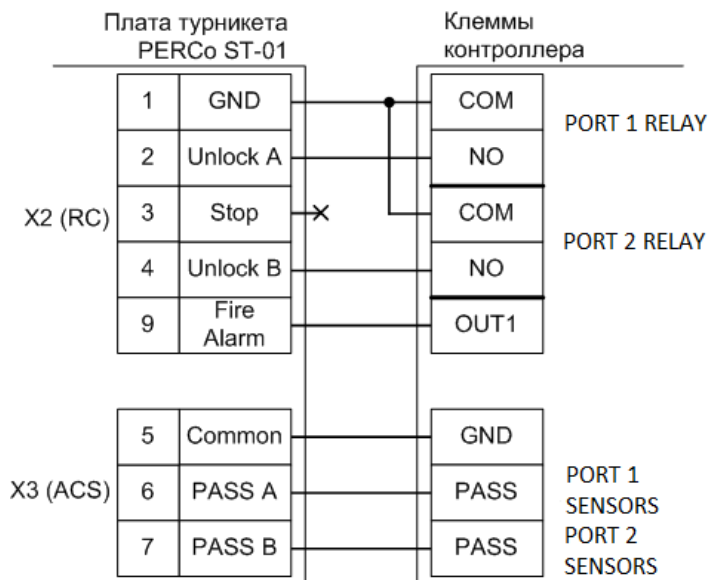 Плата турникета
PERCo ST-01
Клеммы
контроллера
X2 (RC)
1 GND COM
2 Unlock A NO
PORT 1 RELAY
3 Stop COM
4 Unlock B NO
PORT 2 RELAY
9 Fire
Alarm
OUT1
X3 (ACS)
5 Common GND
6 PASS A PASS
PORT 1
SENSORS
7 PASS B PASS
PORT 2
SENSORS